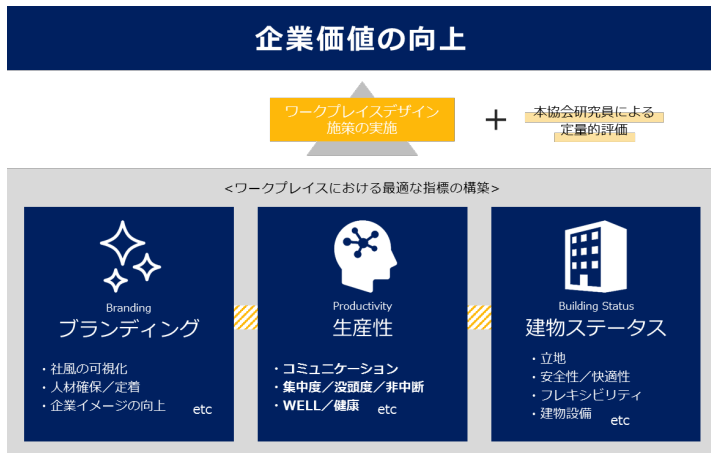 企業価値の向上
ワークプレイスデザイン
施策の実施
+
本協会研究員による
定量的評価
<ワークプレイスにおける最適な指標の構築>
Branding
ブランディング
・社風の可視化
・人材確保／定着
・企業イメージの向上 etc
Productivity
生産性
・コミュニケーション
・集中度／没頭度／非中断
・WELL／健康 etc
Building Status
建物ステータス
・立地
・安全性／快適性
・フレキシビリティ
・建物設備 etc